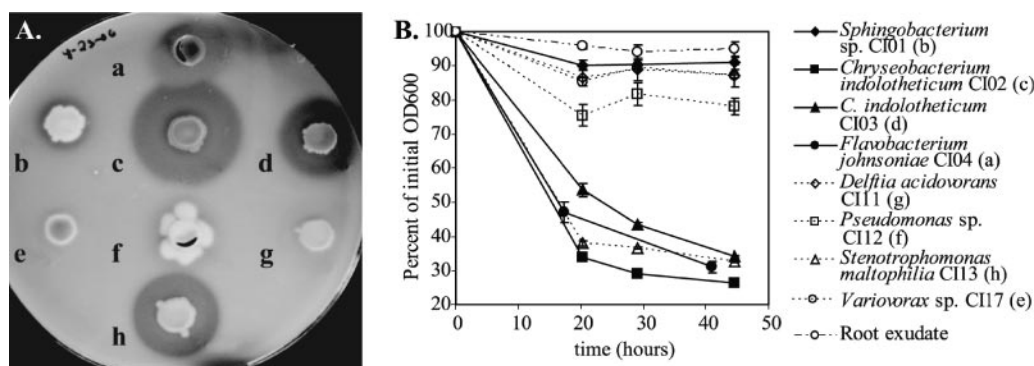 A.
4-23-06
a
b
c
d
e
f
g
h
B.
Percent of initial OD600
100
90
80
70
60
50
40
30
20
0
10
20
30
40
50
time (hours)
Sphingobacterium
sp. CI01 (b)
Chryseobacterium
indolotheticum CI02 (c)
C. indolotheticum
CI03 (d)
Flavobacterium
johnsoniae CI04 (a)
Delftia acidovorans
CI11 (g)
Pseudomonas sp.
CI12 (f)
Stenotrophomonas
maltophilia CI13 (h)
Variovorax sp. CI17 (e)
Root exudate